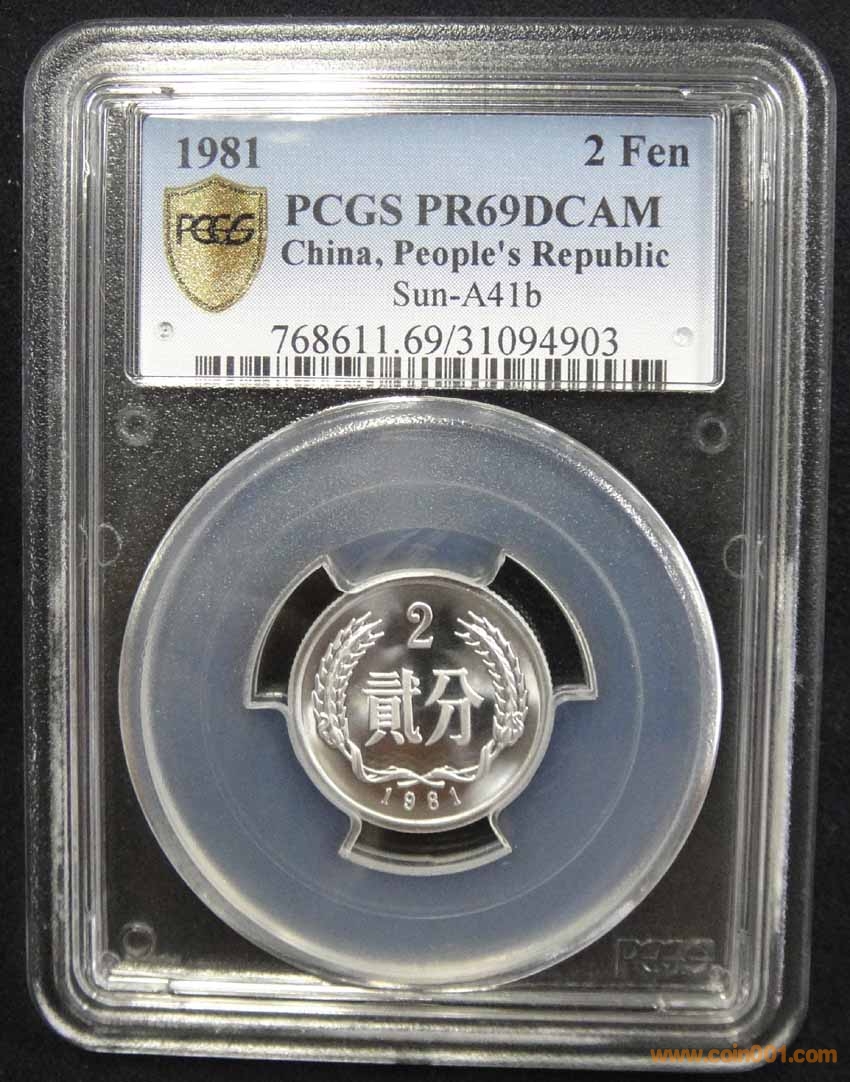 1981 2 Fen
PCGS
PCGS PR69DCAM
China, People's Republic
Sun-A41b
768611.69/31094903
2
貳分
1981
PCGS
www.coin001.com